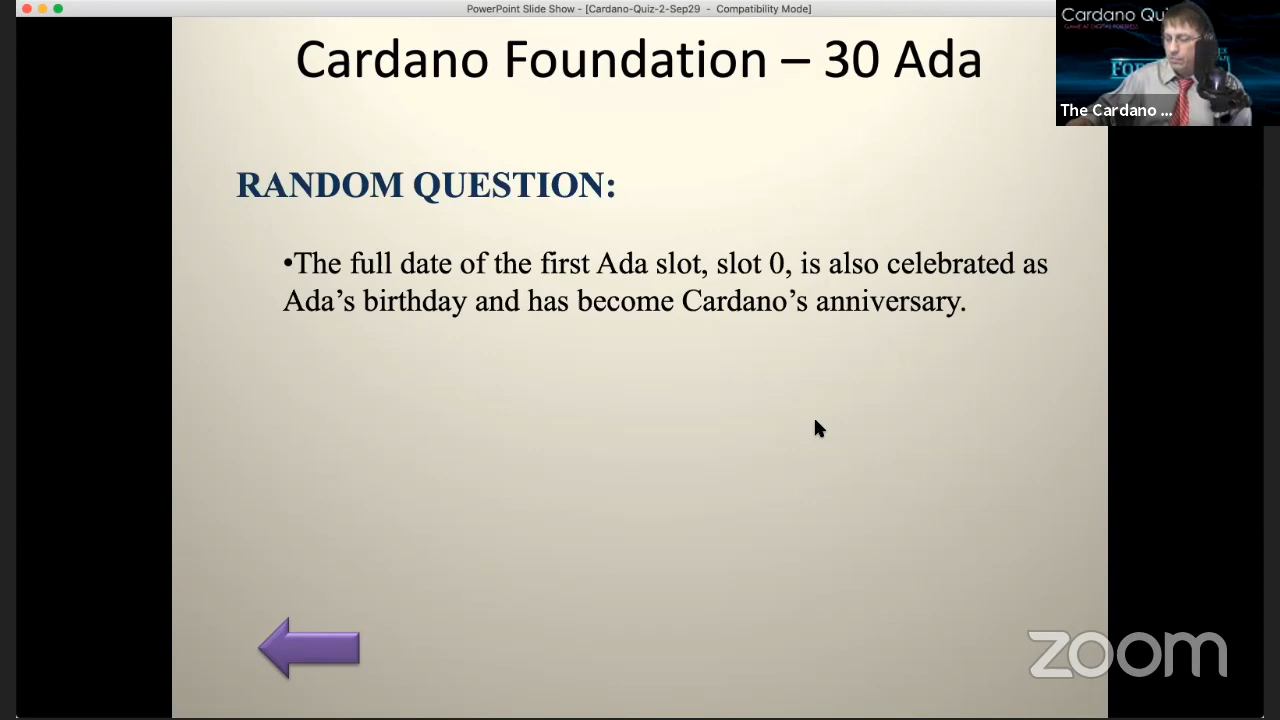 PowerPoint Slide Show - [Cardano-Quiz-2-Sep29 - Compatibility Mode]
Cardano Foundation – 30 Ada
Cardano Qui
The Cardano ...
RANDOM QUESTION:
•The full date of the first Ada slot, slot 0, is also celebrated as
Ada’s birthday and has become Cardano’s anniversary.
zoom